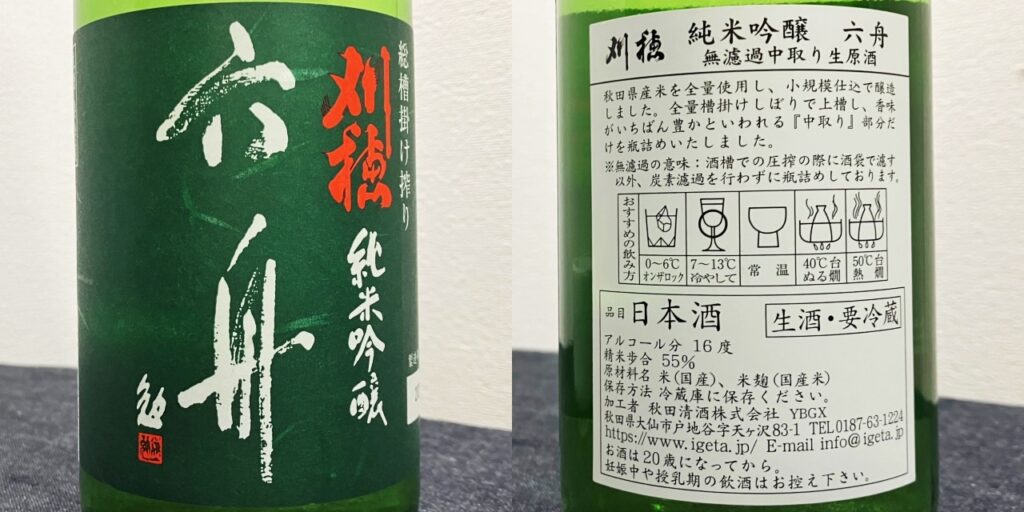 総槽掛け搾り
刈穂
純米吟醸
六舟
勉
刈穂 純米吟醸 六舟
無濾過中取り生原酒
秋田県産米を全量使用し、小規模仕込で醸造
しました。全量槽掛けしぼりで上槽し、香味
がいちばん豊かといわれる『中取り』部分だ
けを瓶詰めいたしました。
※無濾過の意味：酒槽での圧搾の際に酒袋で濾す
以外、炭素濾過を行わずに瓶詰めしております。
おすすめの飲み方
0～6℃
オンザロック
7～13℃
冷やして
常温
40℃台
ぬる燗
50℃台
熱燗
品目 日本酒
生酒・要冷蔵
アルコール分 16度
精米歩合 55%
原材料名 米(国産)、米麹(国産米)
保存方法 冷蔵庫に保存ください。
加工者 秋田清酒株式会社 YBGX
秋田県大仙市戸地谷字天ヶ沢83-1 TEL0187-63-1224
https://www.igeta.jp/ E-mail info@igeta.jp
お酒は20歳になってから。
妊娠中や授乳期の飲酒はお控え下さい。